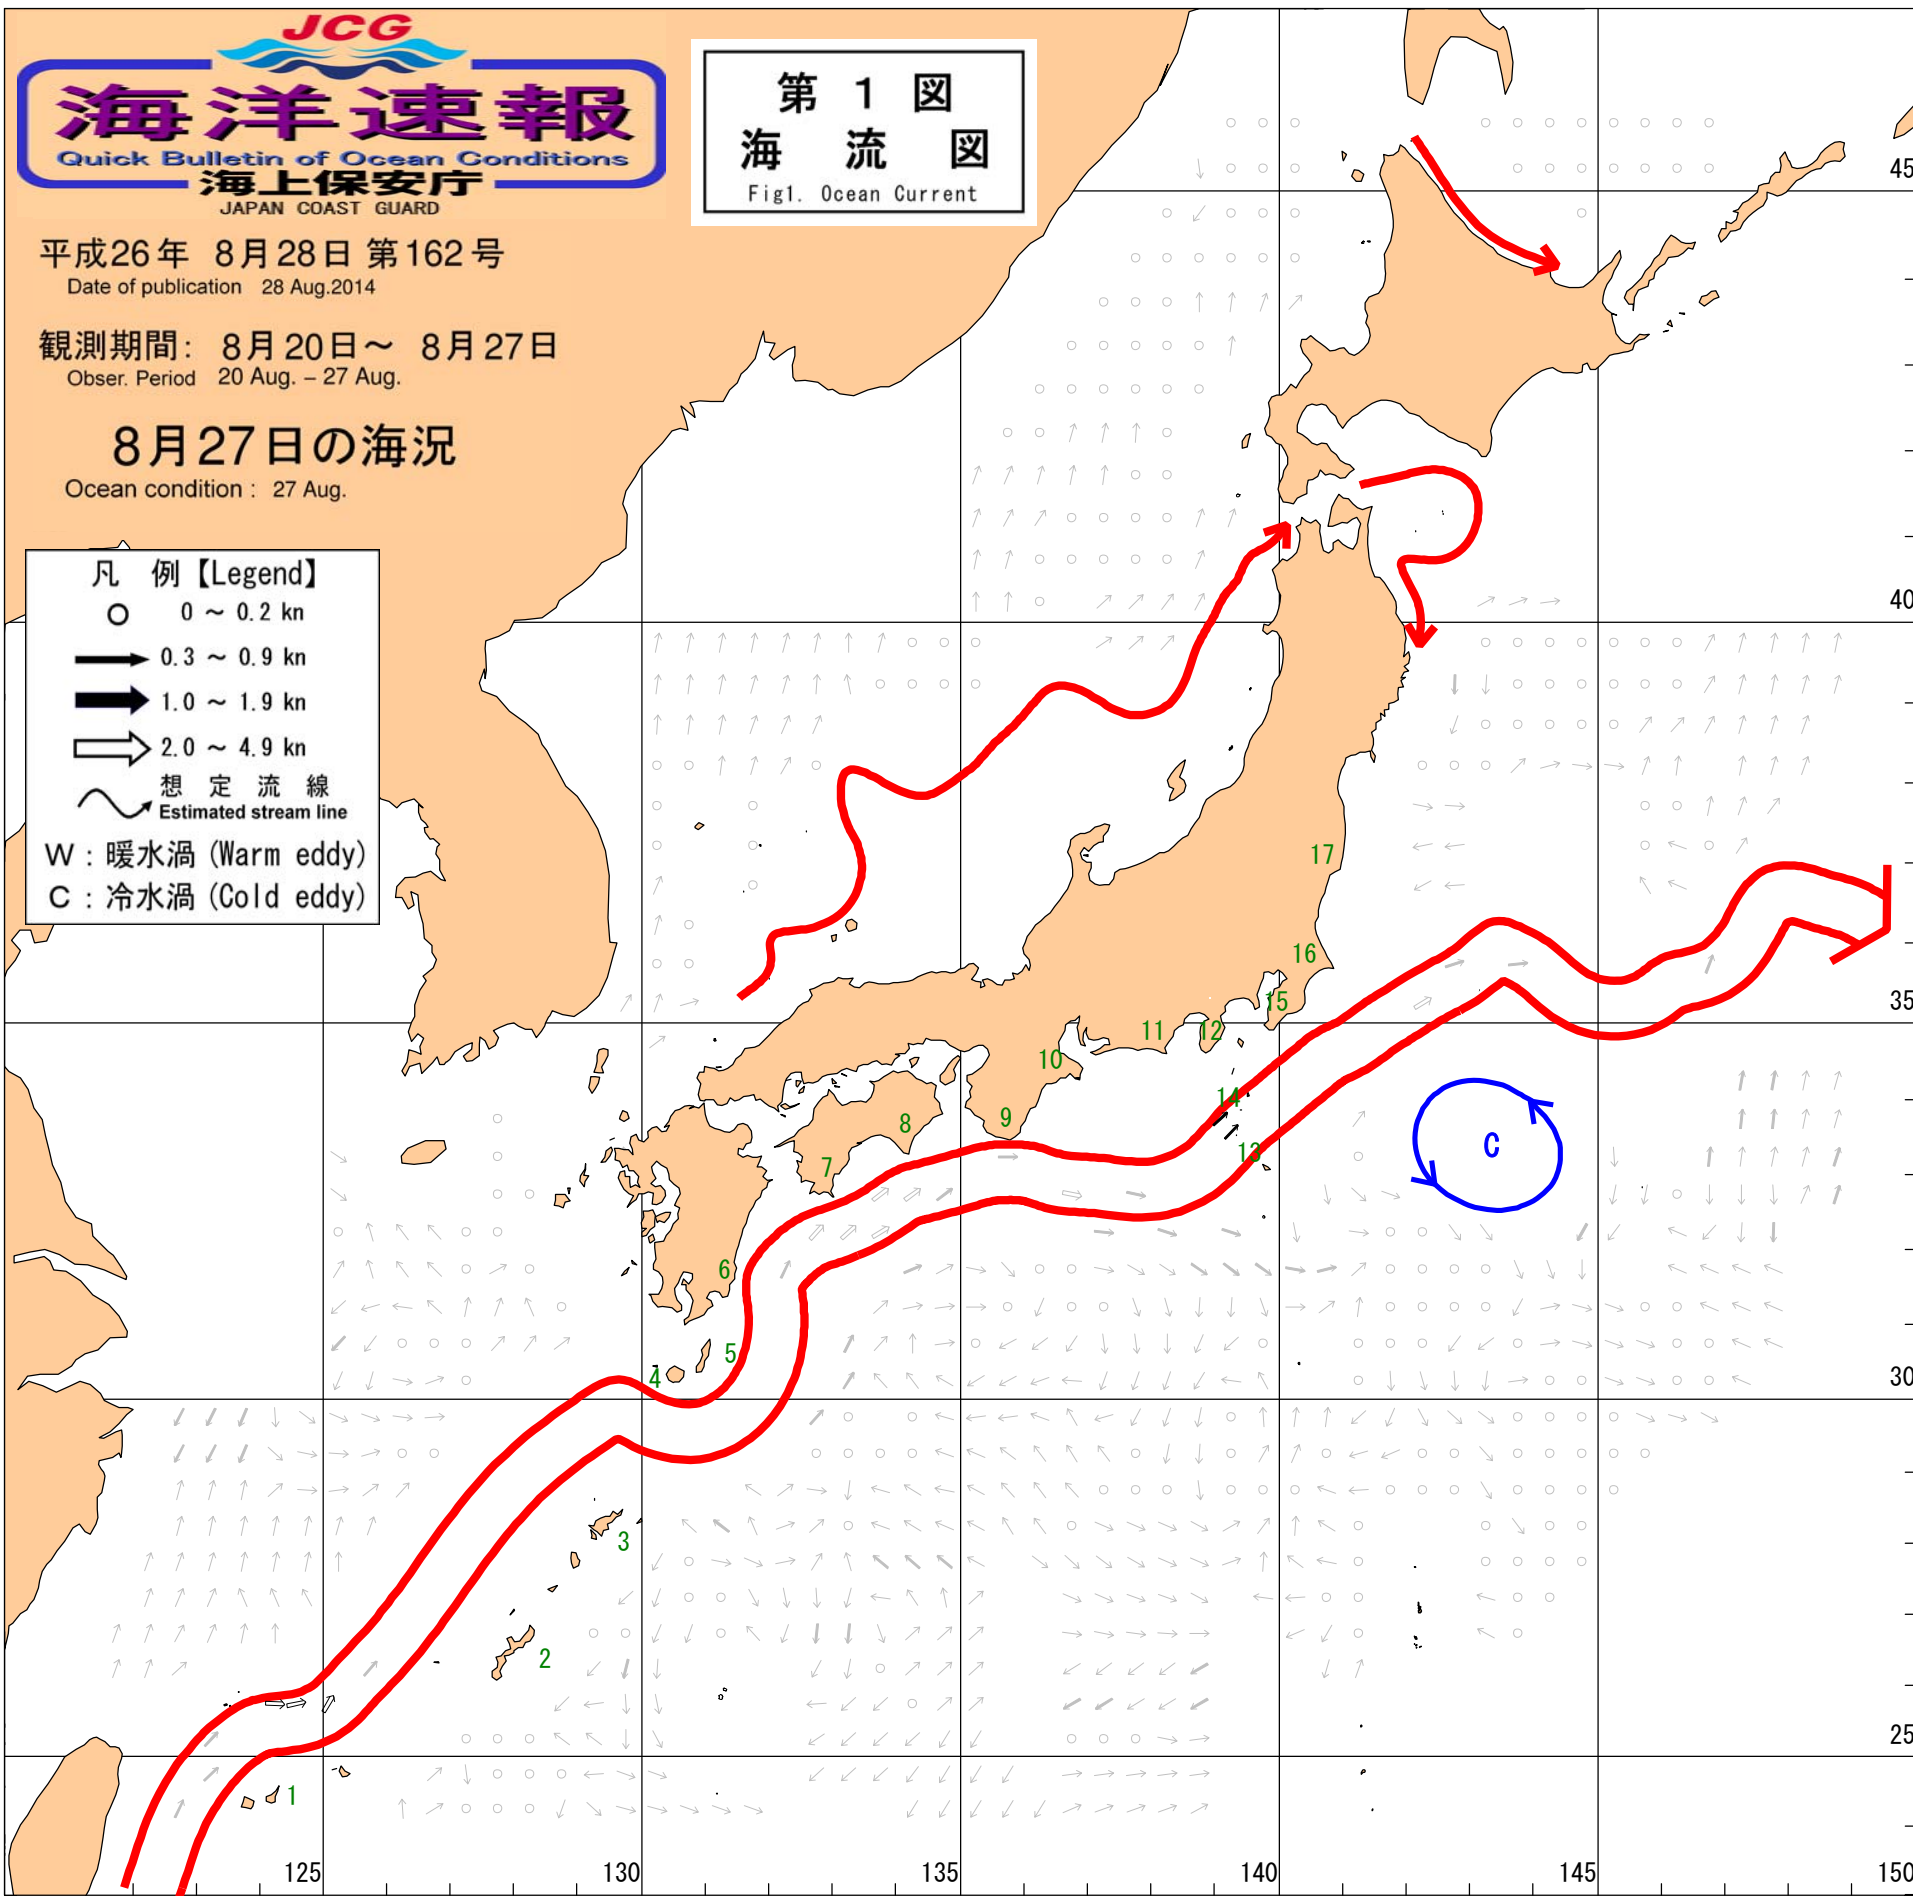 JCG
海洋速報
Quick Bulletin of Ocean Conditions
海上保安庁
JAPAN COAST GUARD
第 1 図
海 流 図
Fig1. Ocean Current
平成26年 8月28日 第162号
Date of publication 28 Aug.2014
観測期間: 8月20日～ 8月27日
Obser. Period 20 Aug. – 27 Aug.
8月27日の海況
Ocean condition : 27 Aug.
凡 例【Legend】
0 ～ 0.2 kn
0.3 ～ 0.9 kn
1.0 ～ 1.9 kn
2.0 ～ 4.9 kn
想 定 流 線
Estimated stream line
W : 暖水渦 (Warm eddy)
C : 冷水渦 (Cold eddy)
45
40
35
30
25
17
16
15
14
13
12
11
10
9
8
7
6
5
4
3
2
1
C
125
130
135
140
145
150